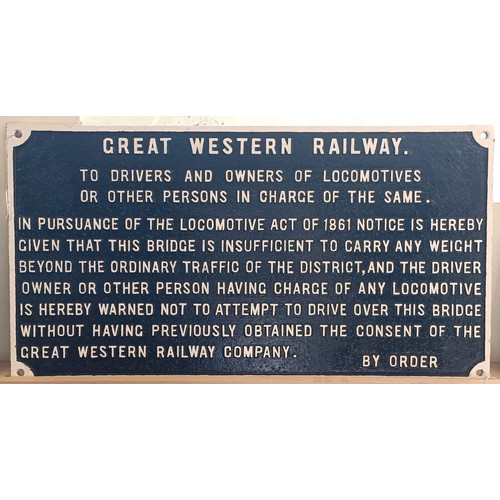 GREAT WESTERN RAILWAY.
TO DRIVERS AND OWNERS OF LOCOMOTIVES
OR OTHER PERSONS IN CHARGE OF THE SAME.
IN PURSUANCE OF THE LOCOMOTIVE ACT OF 1861 NOTICE IS HEREBY
GIVEN THAT THIS BRIDGE IS INSUFFICIENT TO CARRY ANY WEIGHT
BEYOND THE ORDINARY TRAFFIC OF THE DISTRICT, AND THE DRIVER
OWNER OR OTHER PERSON HAVING CHARGE OF ANY LOCOMOTIVE
IS HEREBY WARNED NOT TO ATTEMPT TO DRIVE OVER THIS BRIDGE
WITHOUT HAVING PREVIOUSLY OBTAINED THE CONSENT OF THE
GREAT WESTERN RAILWAY COMPANY.
BY ORDER